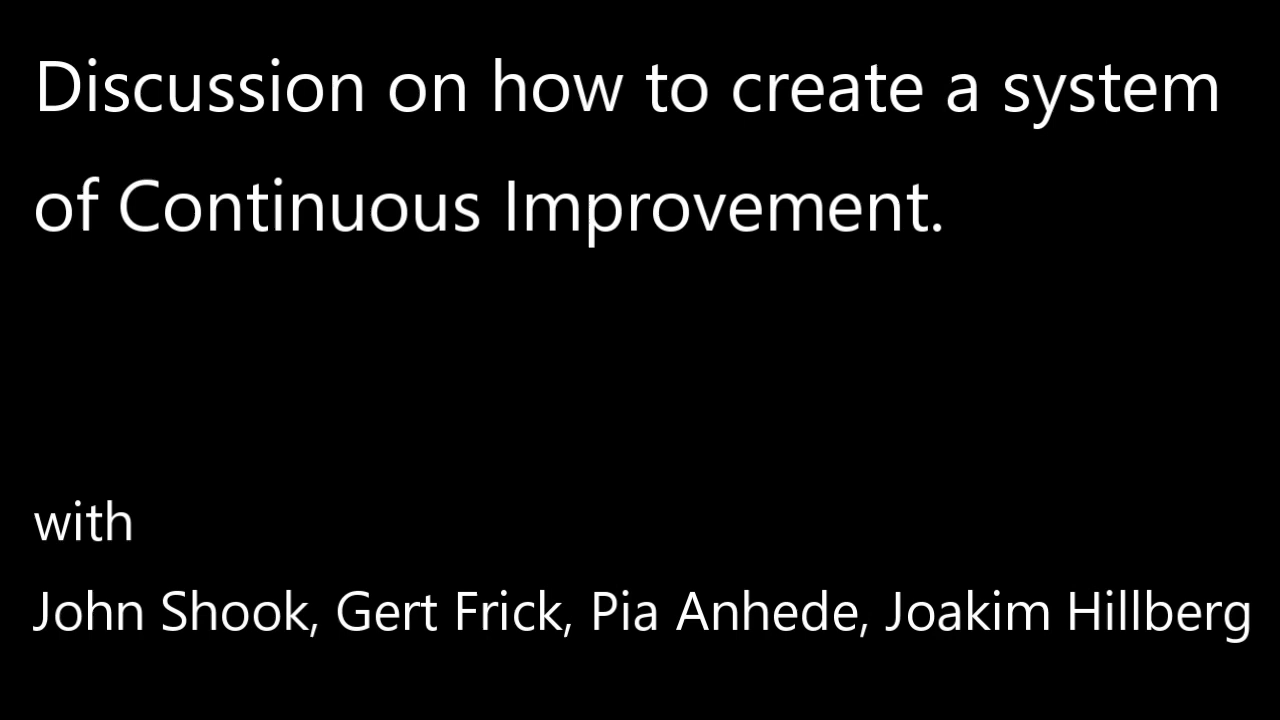 Discussion on how to create a system
of Continuous Improvement.
with
John Shook, Gert Frick, Pia Anhede, Joakim Hillberg